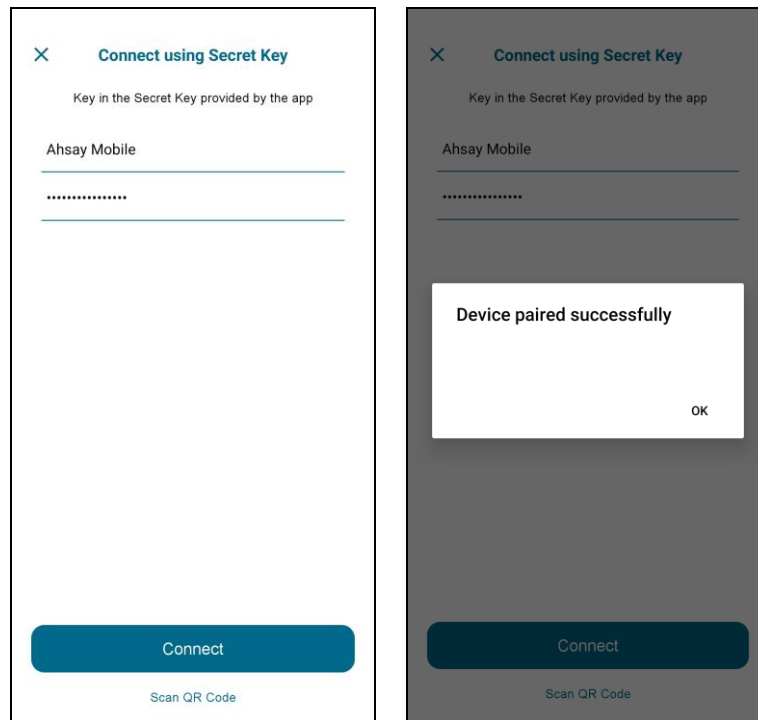 Connect using Secret Key
Key in the Secret Key provided by the app
Ahsay Mobile
••••••••••••••••
Connect
Scan QR Code
Connect using Secret Key
Key in the Secret Key provided by the app
Ahsay Mobile
••••••••••••••••
Device paired successfully
OK
Connect
Scan QR Code